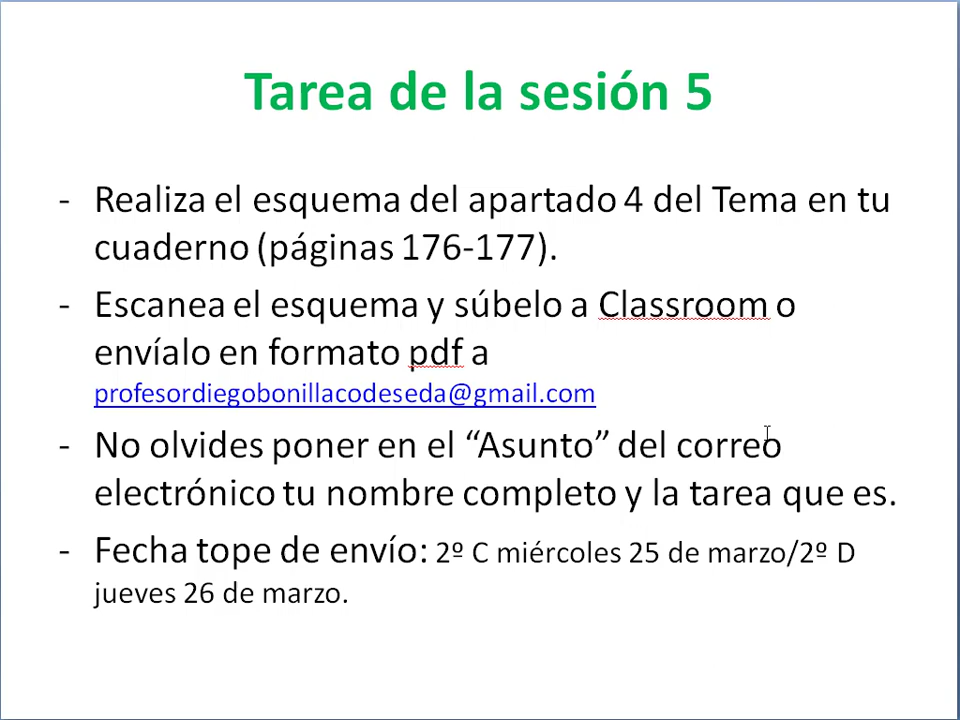 Tarea de la sesión 5
- Realiza el esquema del apartado 4 del Tema en tu
cuaderno (páginas 176-177).
- Escanea el esquema y súbelo a Classroom o
envíalo en formato pdf a
profesordiegobonillacodeseda@gmail.com
- No olvides poner en el “Asunto” del correo
electrónico tu nombre completo y la tarea que es.
- Fecha tope de envío: 2º C miércoles 25 de marzo/2º D
jueves 26 de marzo.